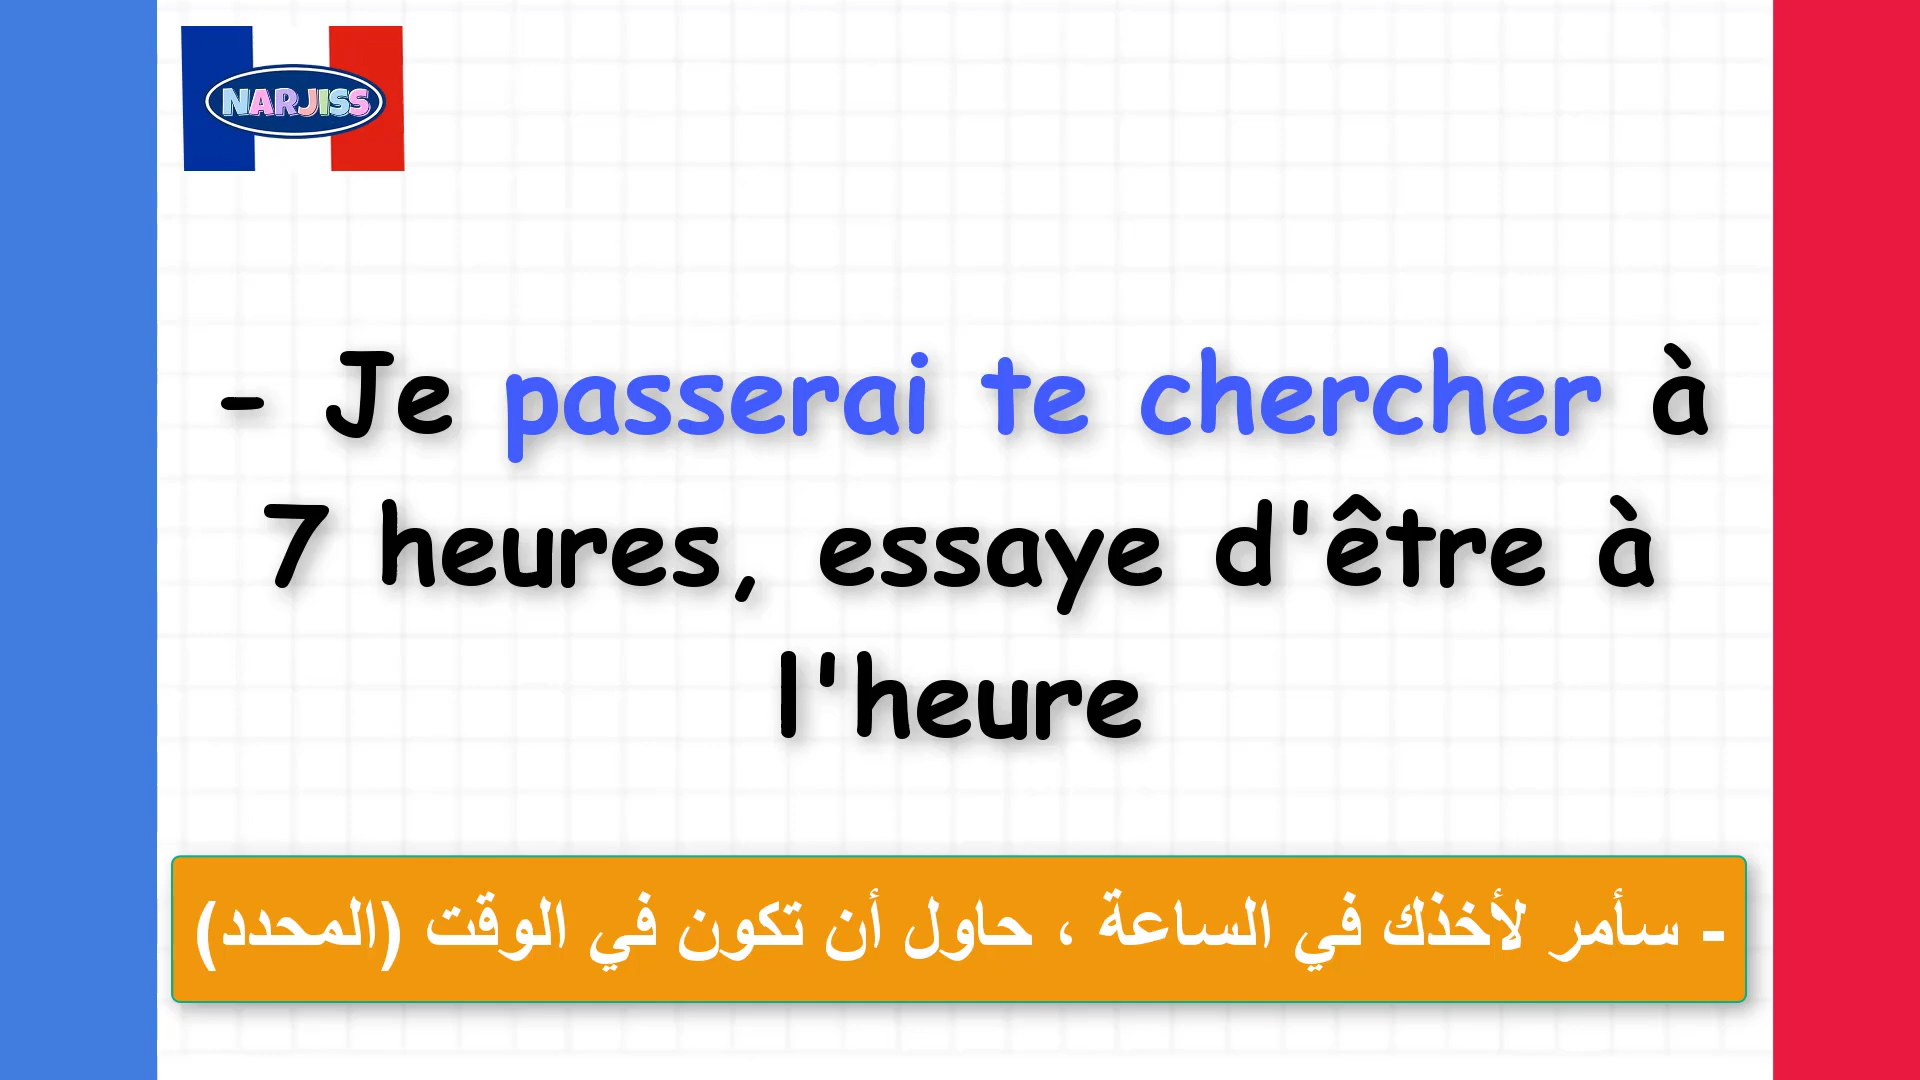 NARJISS
- Je passerai te chercher à
7 heures, essaye d'être à
l'heure
- سأمر لأخذك في الساعة ، حاول أن تكون في الوقت (المحدد)